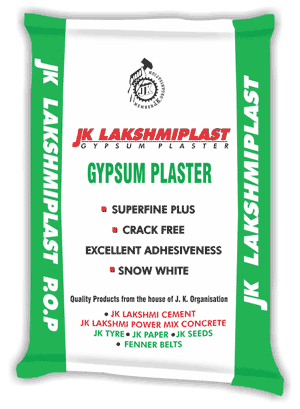 JK LAKSHMIPLAST P.O.P
JK
JK LAKSHMIPLAST
GYPSUM PLASTER
GYPSUM PLASTER
SUPERFINE PLUS
CRACK FREE
EXCELLENT ADHESIVENESS
SNOW WHITE
Quality Products from the house of J. K. Organisation
• JK LAKSHMI CEMENT
JK LAKSHMI POWER MIX CONCRETE
• JK TYRE • JK PAPER • JK SEEDS
• FENNER BELTS
JK LAKSHMIPLAST